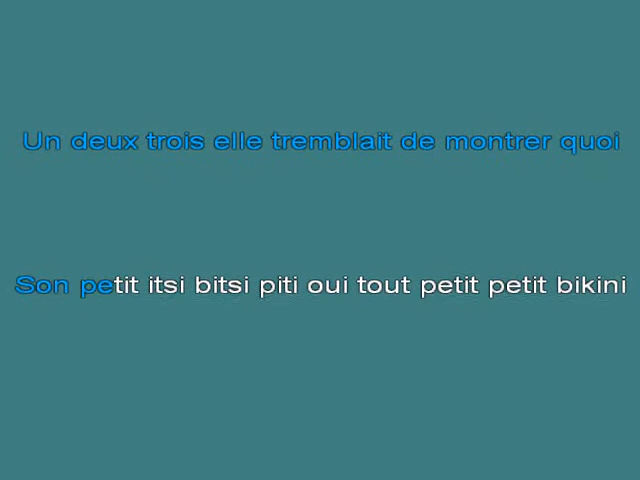 Un deux trois elle tremblait de montrer quoi
Son petit itsi bitsi piti oui tout petit petit bikini